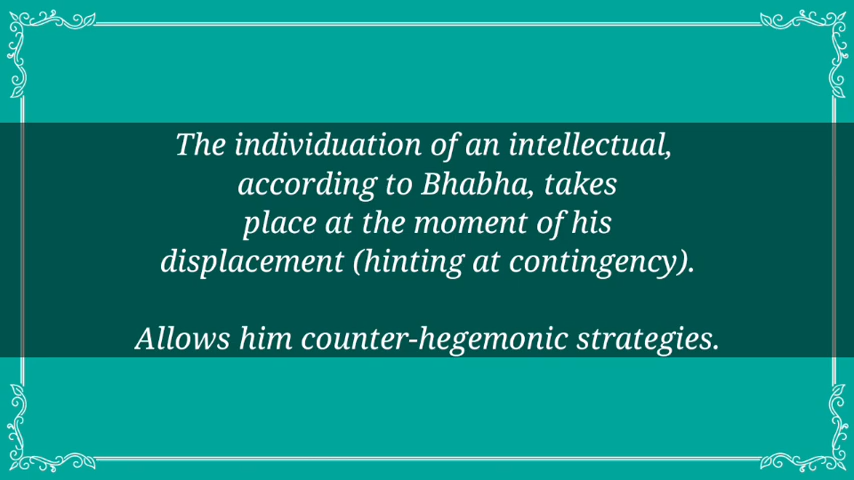 The individuation of an intellectual,
according to Bhabha, takes
place at the moment of his
displacement (hinting at contingency).
Allows him counter-hegemonic strategies.